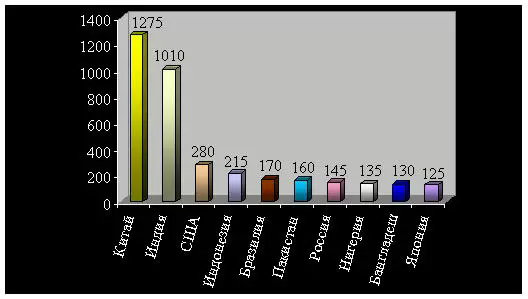 1400
1200
1000
800
600
400
200
0
1275
1010
280
215
170
160
145
135
130
125
Китай
Индия
США
Индонезия
Бразилия
Пакистан
Россия
Нигерия
Бангладеш
Япония